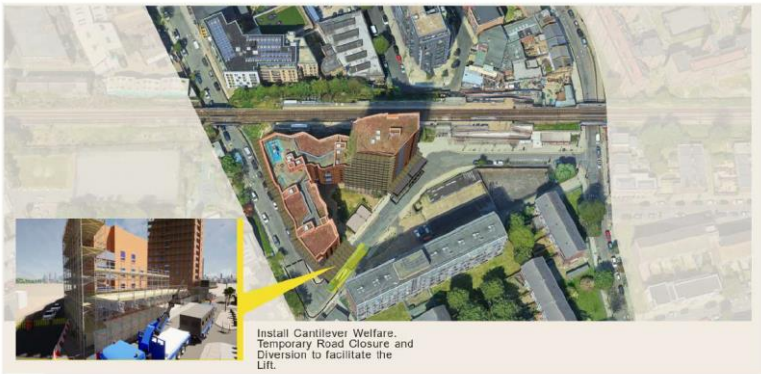 Install Cantilever Welfare.
Temporary Road Closure and
Diversion to facilitate the
Lift.